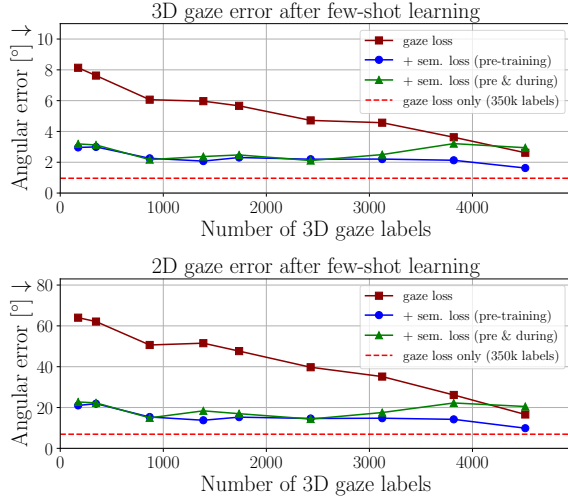 3D gaze error after few-shot learning
Angular error [°] ↓
10
8
6
4
2
0
gaze loss
+ sem. loss (pre-training)
+ sem. loss (pre & during)
gaze loss only (350k labels)
0 1000 2000 3000 4000
Number of 3D gaze labels
2D gaze error after few-shot learning
Angular error [°] ↓
80
60
40
20
0
gaze loss
+ sem. loss (pre-training)
+ sem. loss (pre & during)
gaze loss only (350k labels)
0 1000 2000 3000 4000
Number of 3D gaze labels